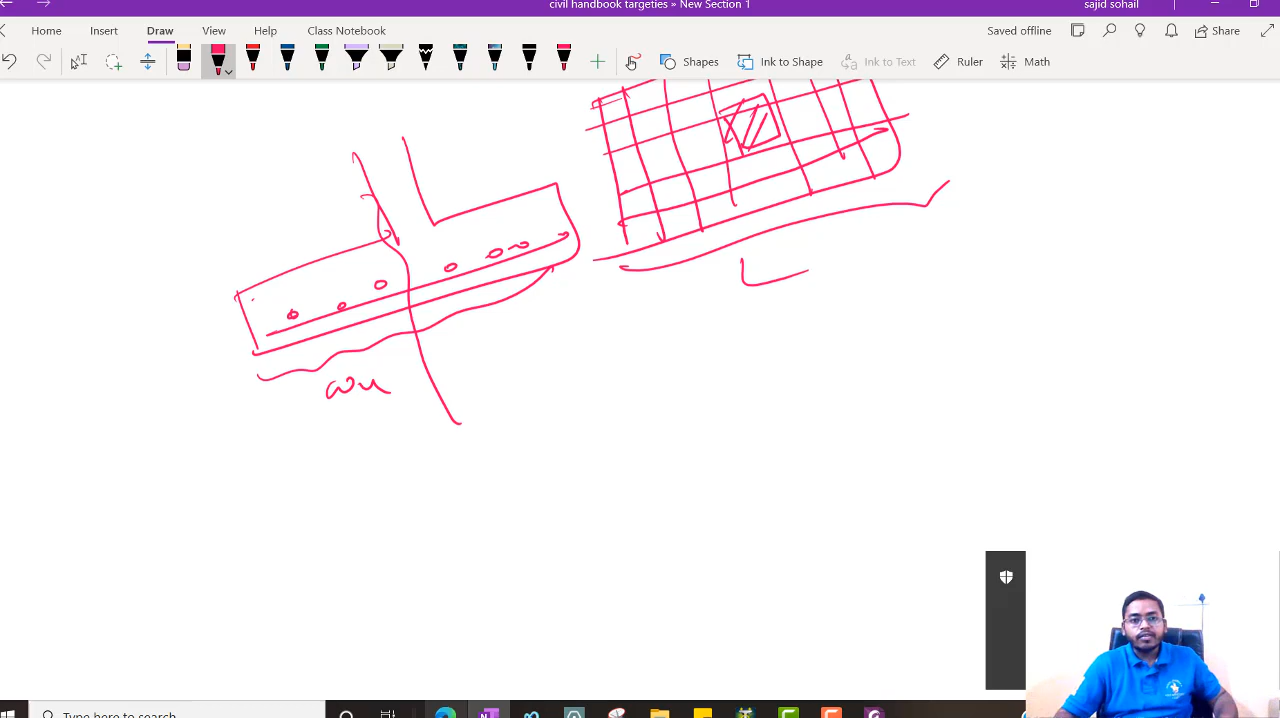 civil handbook targeties » New Section 1
sajid sohail
Home
Insert
Draw
View
Help
Class Notebook
Saved offline
Share
Shapes
Ink to Shape
Ink to Text
Ruler
Math
L
Type here to search